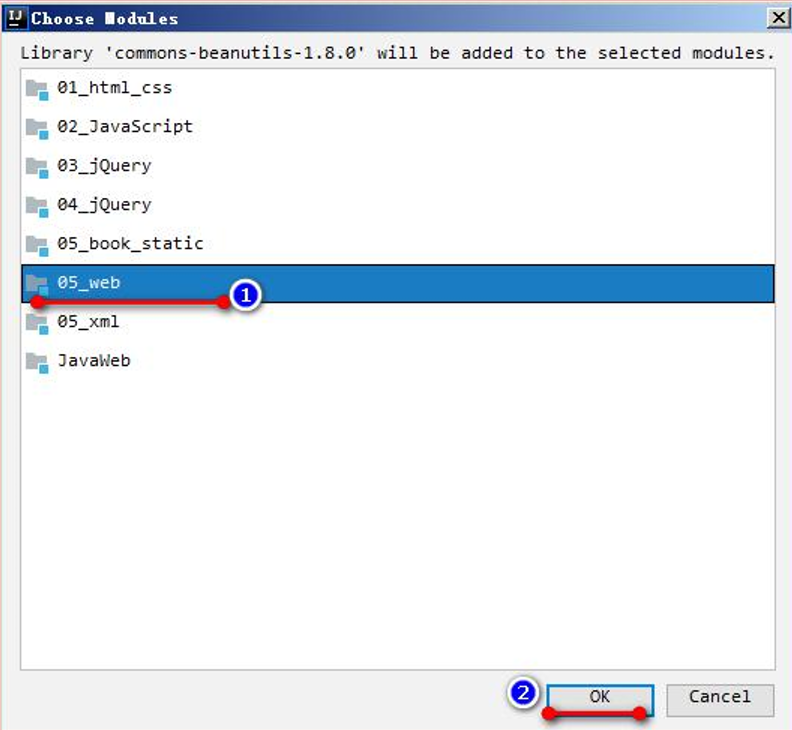 IJ Choose Modules
Library 'commons-beanutils-1.8.0' will be added to the selected modules.
01_html_css
02_JavaScript
03_jQuery
04_jQuery
05_book_static
05_web 1
05_xml
JavaWeb
2 OK Cancel